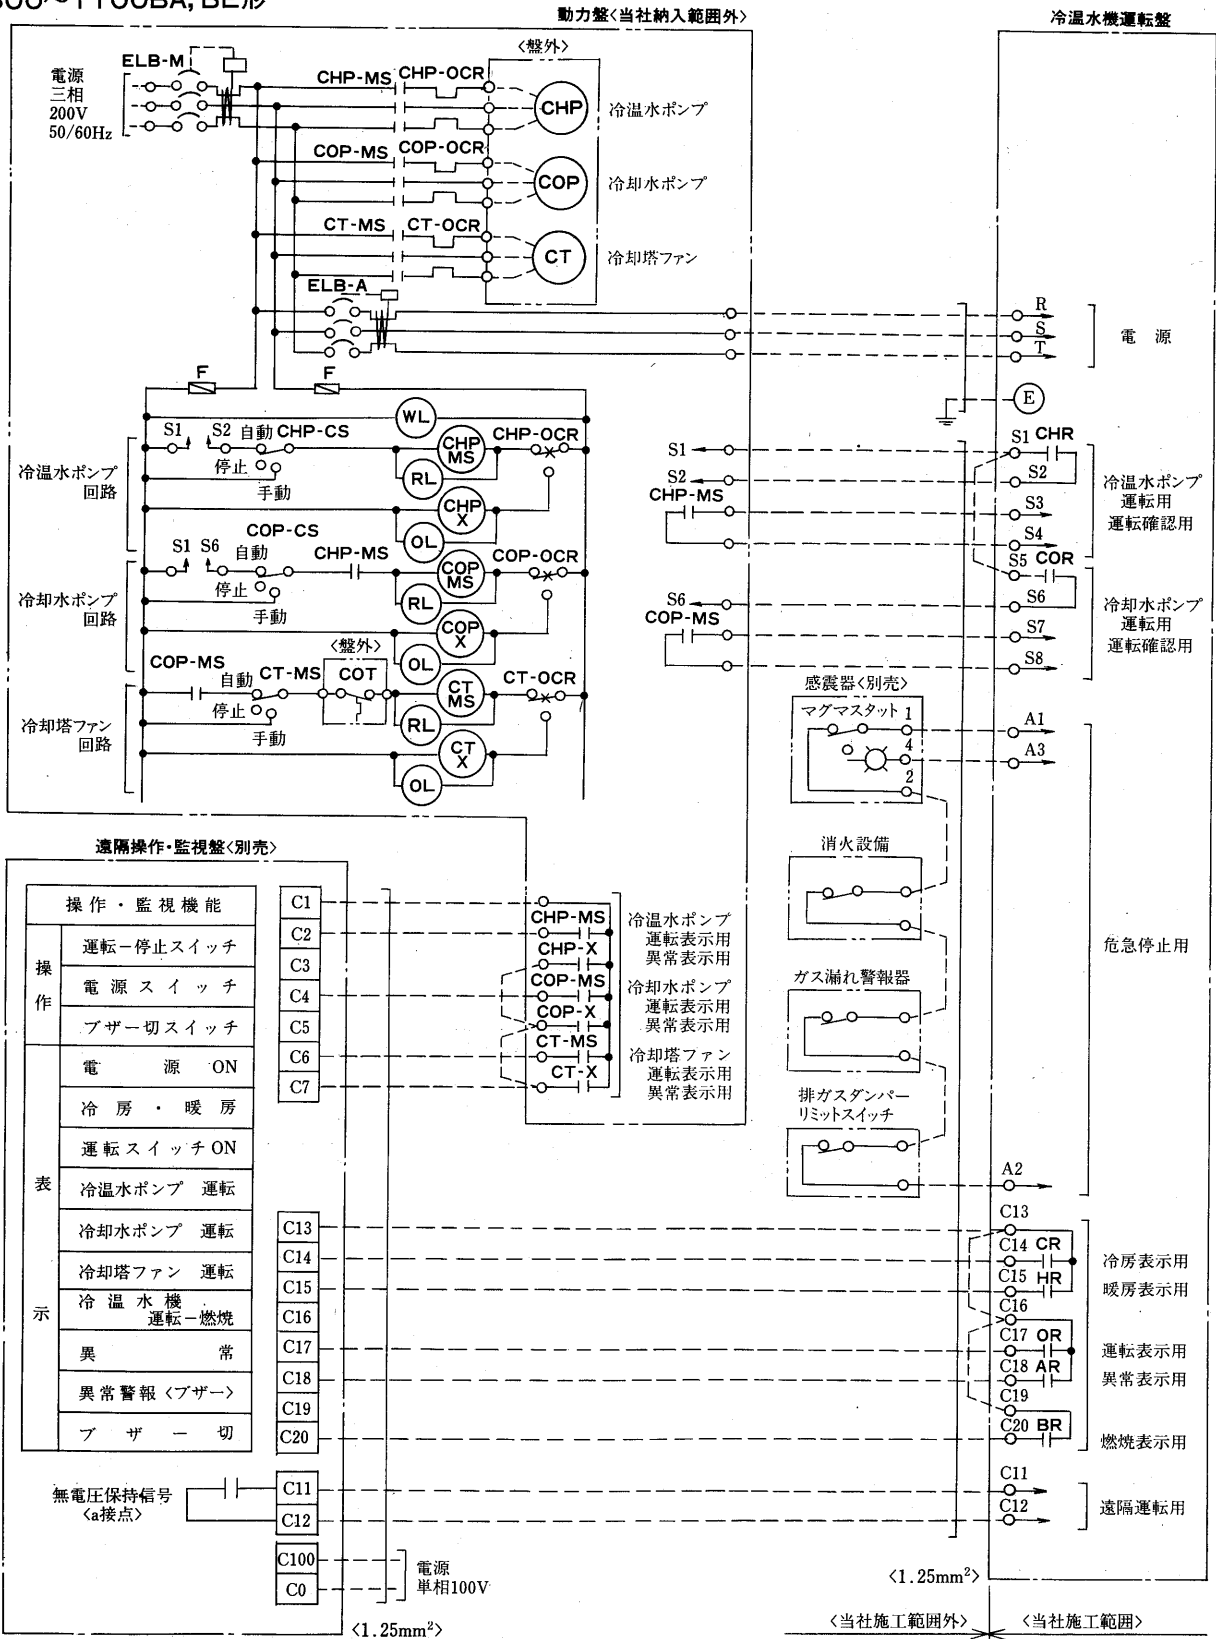 動力盤〈当社納入範囲外〉
冷温水機運転盤
〈盤外〉
ELB-M
電源
三相
200V
50/60Hz
CHP-MS CHP-OCR
CHP
冷温水ポンプ
COP-MS COP-OCR
COP
冷却水ポンプ
CT-MS CT-OCR
CT
冷却塔ファン
ELB-A
R
S
T
電源
E
F
F
WL
冷温水ポンプ
回路
S1 S2 自動 CHP-CS
停止
手動
CHP
MS
CHP-OCR
RL
CHP
X
OL
冷却水ポンプ
回路
COP-CS
S1 S6 自動
CHP-MS
停止
手動
COP
MS
COP-OCR
RL
COP
X
OL
冷却塔ファン
回路
COP-MS
自動 CT-MS
〈盤外〉
COT
停止
手動
CT
MS
CT-OCR
RL
CT
X
OL
S1
S2
CHP-MS
S6
COP-MS
S1 CHR
S2
S3
S4
冷温水ポンプ
運転用
運転確認用
S5 COR
S6
S7
S8
冷却水ポンプ
運転用
運転確認用
感震器〈別売〉
マグマスタット 1
4
2
A1
A3
消火設備
ガス漏れ警報器
排ガスダンパー
リミットスイッチ
A2
危急停止用
遠隔操作・監視盤〈別売〉
操作・監視機能
操作
運転－停止スイッチ
電源スイッチ
ブザー切スイッチ
表示
電源 ON
冷房・暖房
運転スイッチON
冷温水ポンプ 運転
冷却水ポンプ 運転
冷却塔ファン 運転
冷温水機
運転－燃焼
異常
異常警報〈ブザー〉
ブザー切
C1
C2
C3
C4
C5
C6
C7
CHP-MS
CHP-X
COP-MS
COP-X
CT-MS
CT-X
冷温水ポンプ
運転表示用
異常表示用
冷却水ポンプ
運転表示用
異常表示用
冷却塔ファン
運転表示用
異常表示用
C13
C14
C15
C16
C17
C18
C19
C20
C13
C14 CR
C15 HR
C16
C17 OR
C18 AR
C19
C20 BR
冷房表示用
暖房表示用
運転表示用
異常表示用
燃焼表示用
無電圧保持信号
〈a接点〉
C11
C12
C11
C12
遠隔運転用
C100
C0
電源
単相100V
〈1.25mm²〉
〈1.25mm²〉
〈当社施工範囲外〉
〈当社施工範囲〉